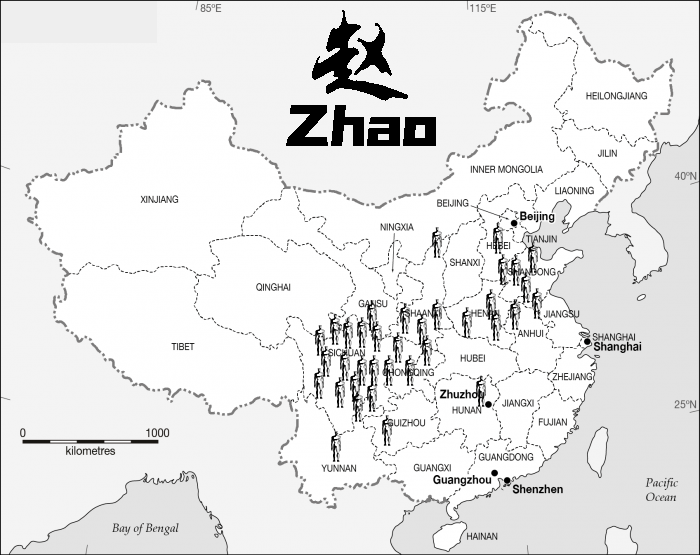 85°E
115°E
赵
Zhao
HEILONGJIANG
JILIN
INNER MONGOLIA
40°N
LIAONING
BEIJING
Beijing
XINJIANG
NINGXIA
HEBEI
TIANJIN
SHANXI
SHANDONG
QINGHAI
GANSU
SHAANXI
HENAN
JIANGSU
ANHUI
SHANGHAI
Shanghai
TIBET
SICHUAN
HUBEI
CHONGQING
ZHEJIANG
Zhuzhou
HUNAN
JIANGXI
25°N
FUJIAN
GUIZHOU
0
1000
kilometres
YUNNAN
GUANGXI
GUANGDONG
Guangzhou
Shenzhen
Pacific
Ocean
Bay of Bengal
HAINAN